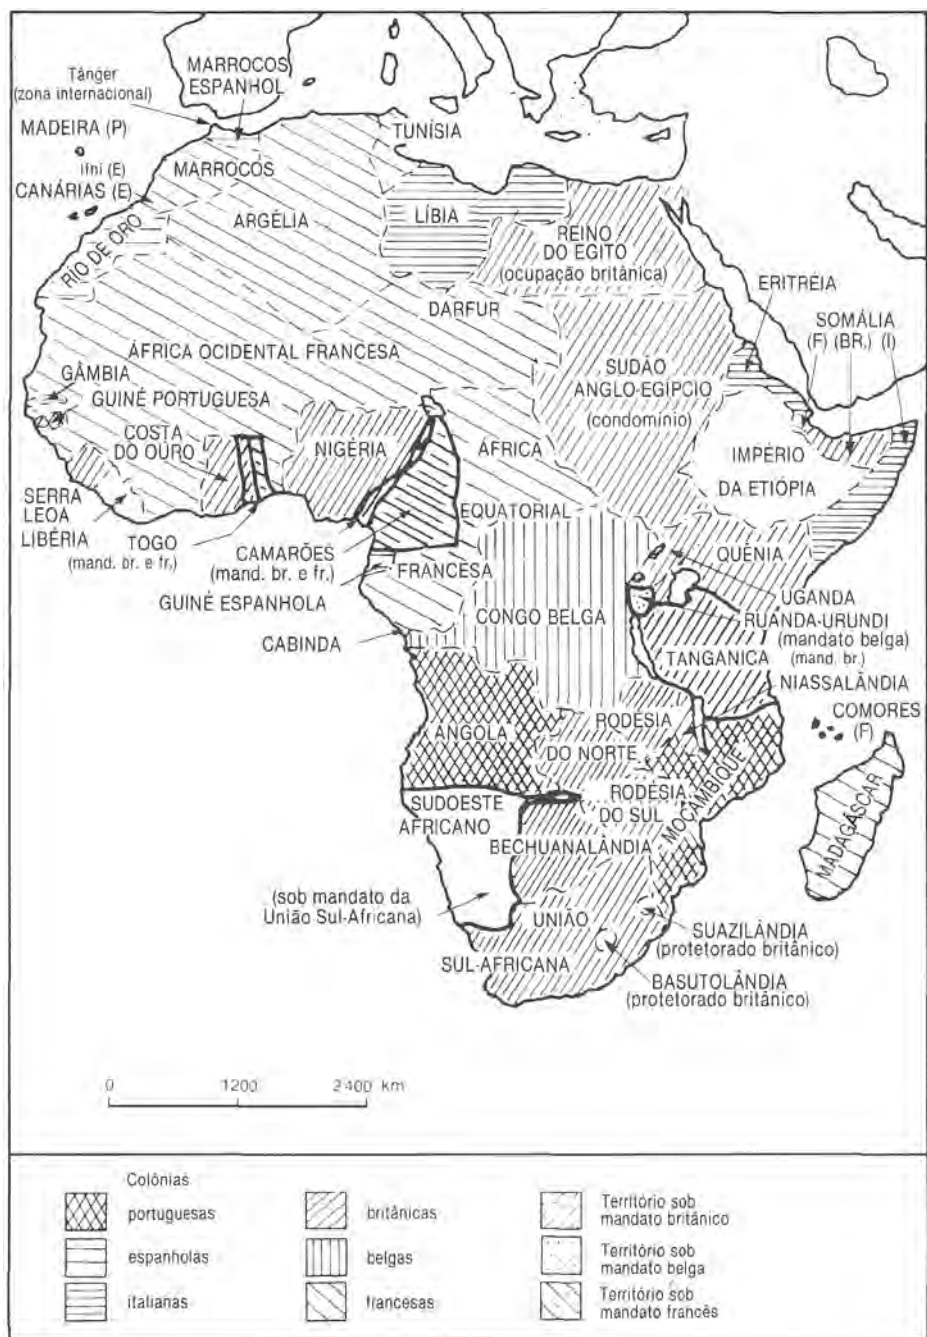 Tânger
(zona internacional)
MARROCOS
ESPANHOL
MADEIRA (P)
Ifni (E)
CANÁRIAS (E)
TUNÍSIA
MARROCOS
ARGÉLIA
LÍBIA
RIO DE ORO
REINO
DO EGITO
(ocupação britânica)
DARFUR
ERITRÉIA
SOMÁLIA
(F) (BR.) (I)
ÁFRICA OCIDENTAL FRANCESA
GÂMBIA
GUINÉ PORTUGUESA
SUDÃO
ANGLO-EGÍPCIO
(condomínio)
COSTA
DO OURO
NIGÉRIA
ÁFRICA
IMPÉRIO
DA ETIÓPIA
SERRA
LEOA
LIBÉRIA
TOGO
(mand. br. e fr.)
CAMARÕES
(mand. br. e fr.)
EQUATORIAL
FRANCESA
QUÊNIA
GUINÉ ESPANHOLA
UGANDA
CABINDA
CONGO BELGA
RUANDA-URUNDI
(mandato belga)
TANGANICA
(mand. br.)
NIASSALÂNDIA
COMORES
(F)
ANGOLA
RODÉSIA
DO NORTE
MOÇAMBIQUE
MADAGASCAR
SUDOESTE
AFRICANO
RODÉSIA
DO SUL
BECHUANALÂNDIA
(sob mandato da
União Sul-Africana)
UNIÃO
SUL-AFRICANA
SUAZILÂNDIA
(protetorado britânico)
BASUTOLÂNDIA
(protetorado britânico)
0 1200 2400 km
Colônias
portuguesas
britânicas
Território sob
mandato britânico
espanholas
belgas
Território sob
mandato belga
italianas
francesas
Território sob
mandato francês